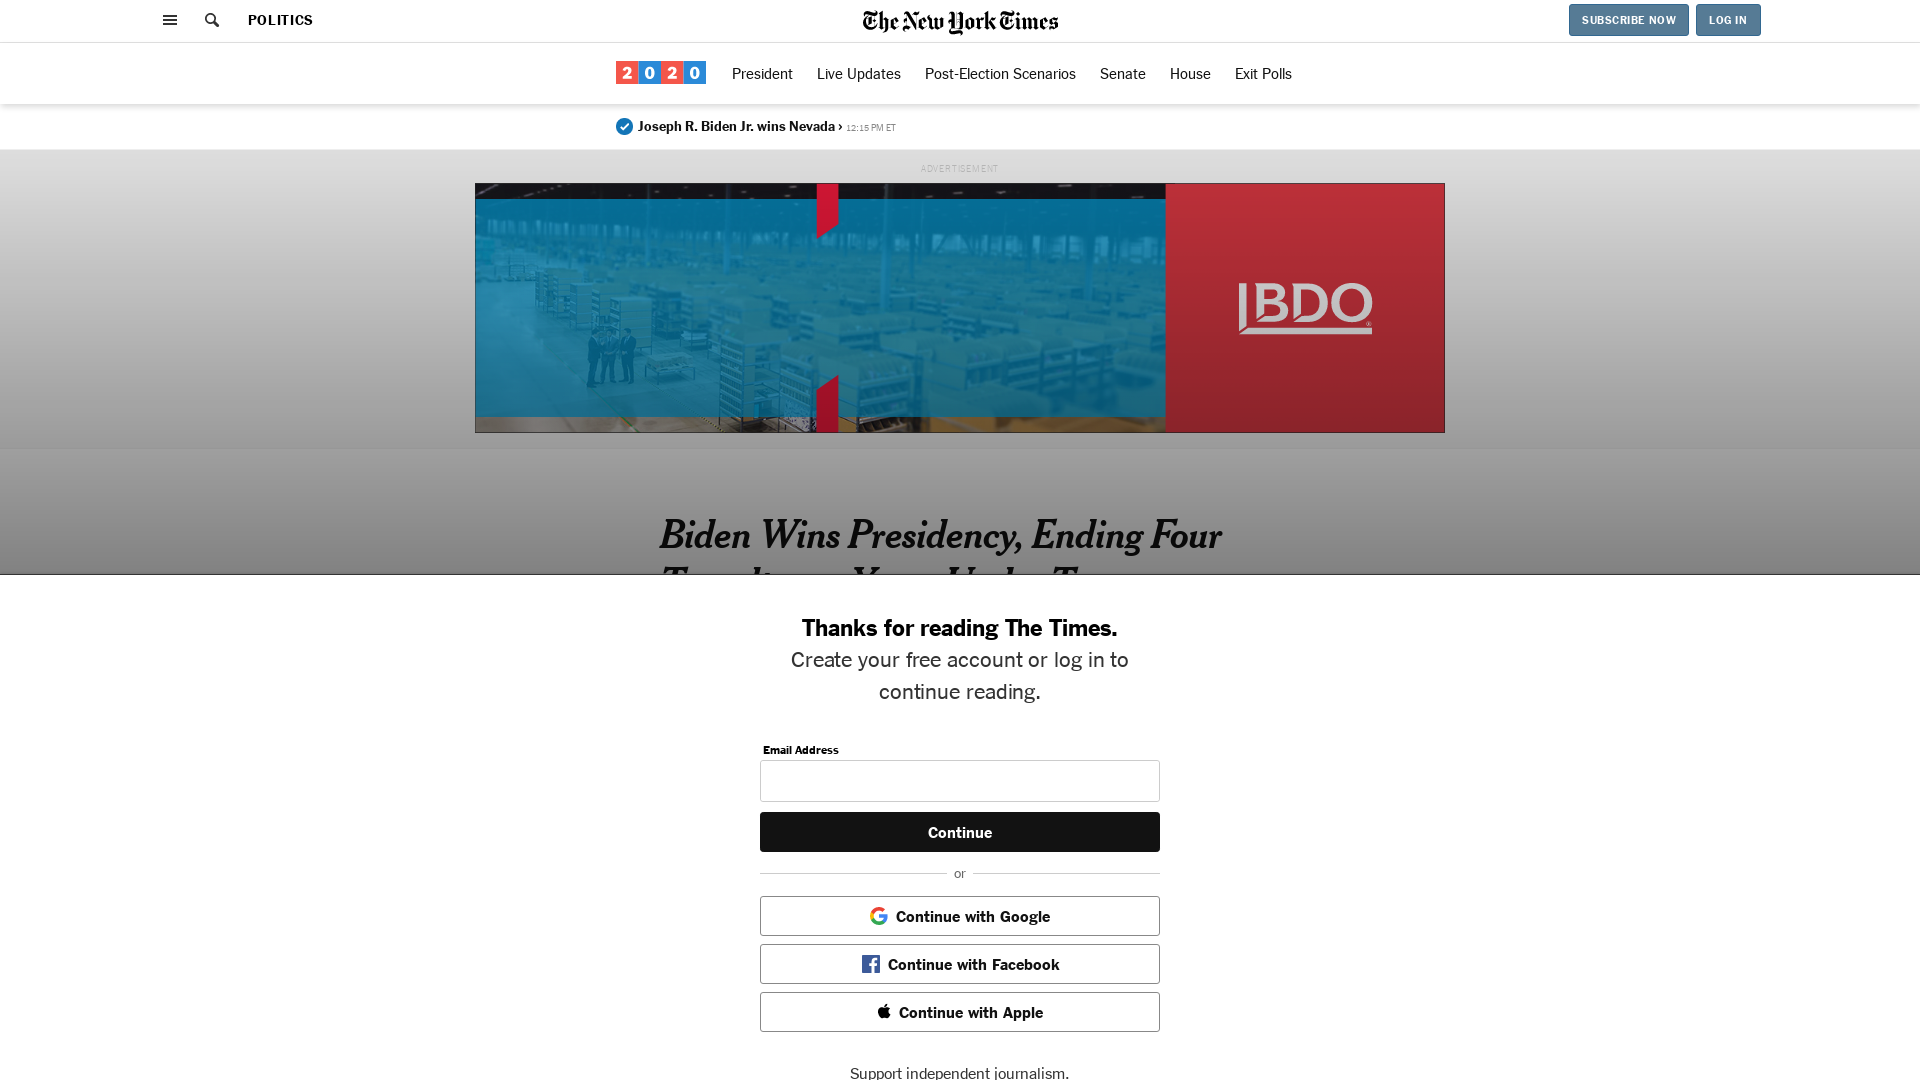 POLITICS
The New York Times
SUBSCRIBE NOW
LOG IN
2020
President
Live Updates
Post-Election Scenarios
Senate
House
Exit Polls
Joseph R. Biden Jr. wins Nevada › 12:15 PM ET
ADVERTISEMENT
BDO
Biden Wins Presidency, Ending Four
Thanks for reading The Times.
Create your free account or log in to
continue reading.
Email Address
Continue
or
Continue with Google
Continue with Facebook
Continue with Apple
Support independent journalism.